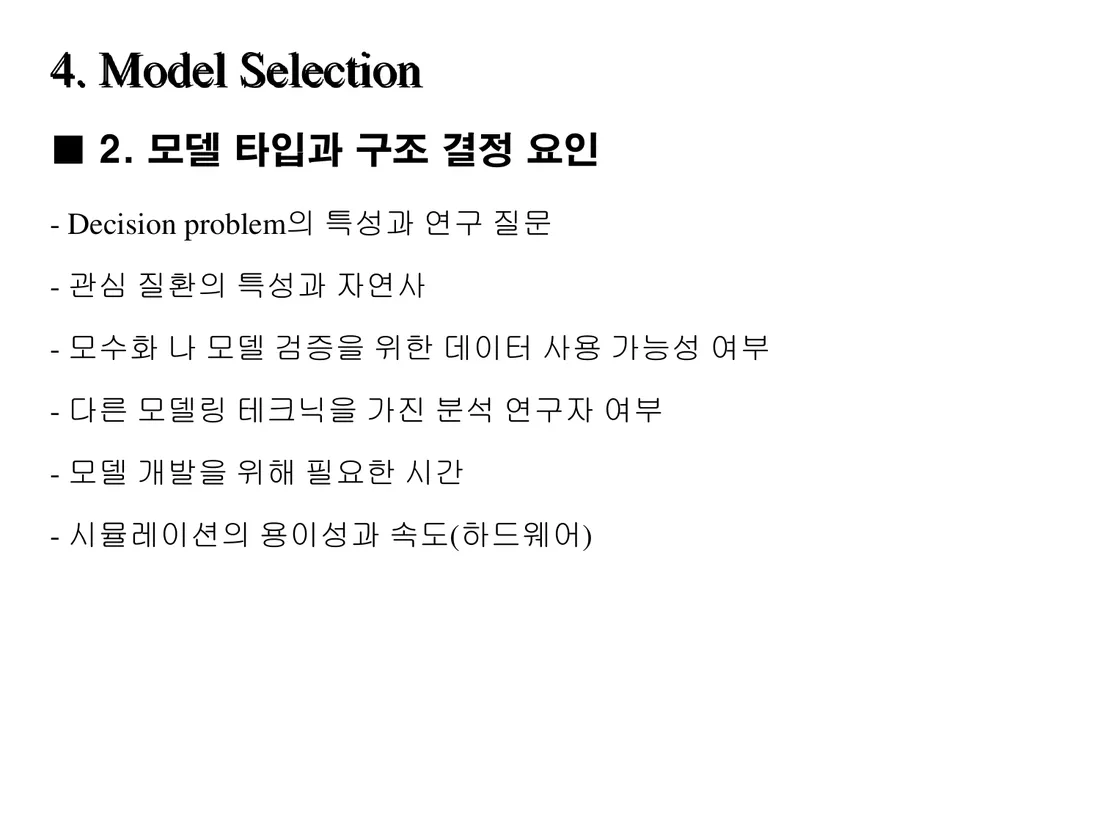 4. Model Selection
■ 2. 모델 타입과 구조 결정 요인
- Decision problem의 특성과 연구 질문
- 관심 질환의 특성과 자연사
- 모수화 나 모델 검증을 위한 데이터 사용 가능성 여부
- 다른 모델링 테크닉을 가진 분석 연구자 여부
- 모델 개발을 위해 필요한 시간
- 시뮬레이션의 용이성과 속도(하드웨어)